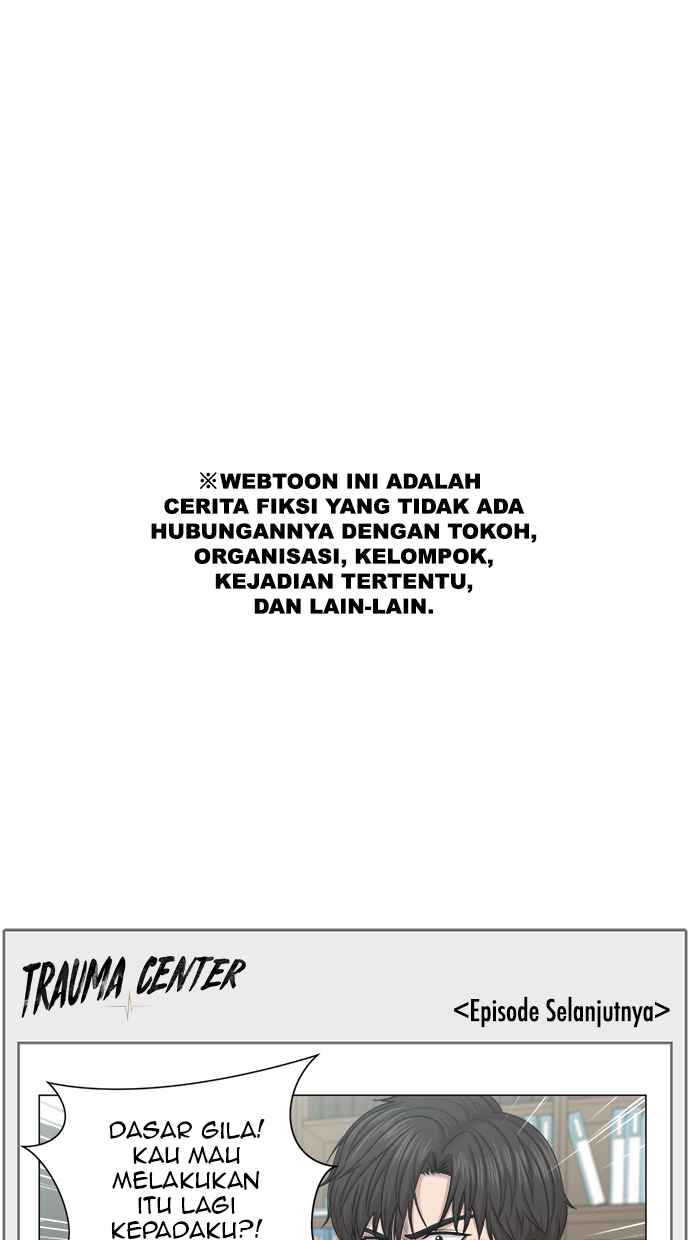 ※WEBTOON INI ADALAH
CERITA FIKSI YANG TIDAK ADA
HUBUNGANNYA DENGAN TOKOH,
ORGANISASI, KELOMPOK,
KEJADIAN TERTENTU,
DAN LAIN-LAIN.
TRAUMA CENTER
<Episode Selanjutnya>
DASAR GILA!
KAU MAU
MELAKUKAN
ITU LAGI
KEPADAKU?!